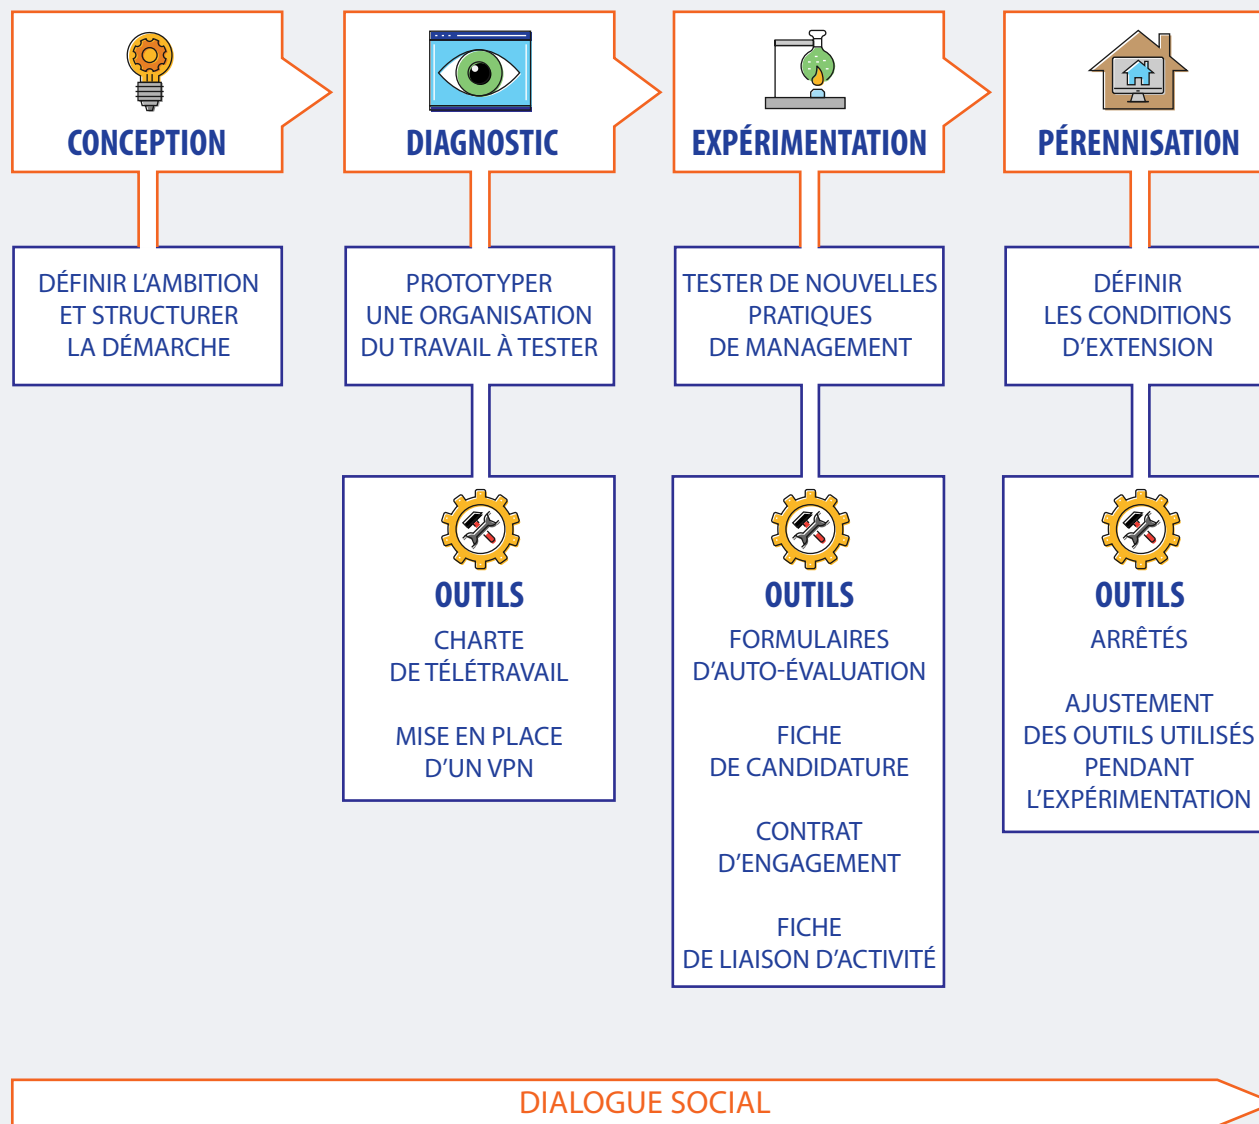 CONCEPTION
DÉFINIR L’AMBITION
ET STRUCTURER
LA DÉMARCHE
DIAGNOSTIC
PROTOTYPER
UNE ORGANISATION
DU TRAVAIL À TESTER
OUTILS
CHARTE
DE TÉLÉTRAVAIL
MISE EN PLACE
D’UN VPN
EXPÉRIMENTATION
TESTER DE NOUVELLES
PRATIQUES
DE MANAGEMENT
OUTILS
FORMULAIRES
D’AUTO-ÉVALUATION
FICHE
DE CANDIDATURE
CONTRAT
D’ENGAGEMENT
FICHE
DE LIAISON D’ACTIVITÉ
PÉRENNISATION
DÉFINIR
LES CONDITIONS
D’EXTENSION
OUTILS
ARRÊTÉS
AJUSTEMENT
DES OUTILS UTILISÉS
PENDANT
L’EXPÉRIMENTATION
DIALOGUE SOCIAL